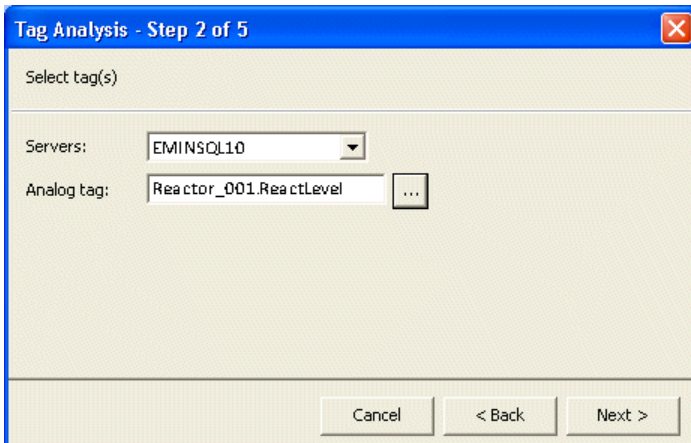 Tag Analysis - Step 2 of 5
Select tag(s)
Servers: EMINSQL10
Analog tag: Reactor_001.ReactLevel ...
Cancel < Back Next >